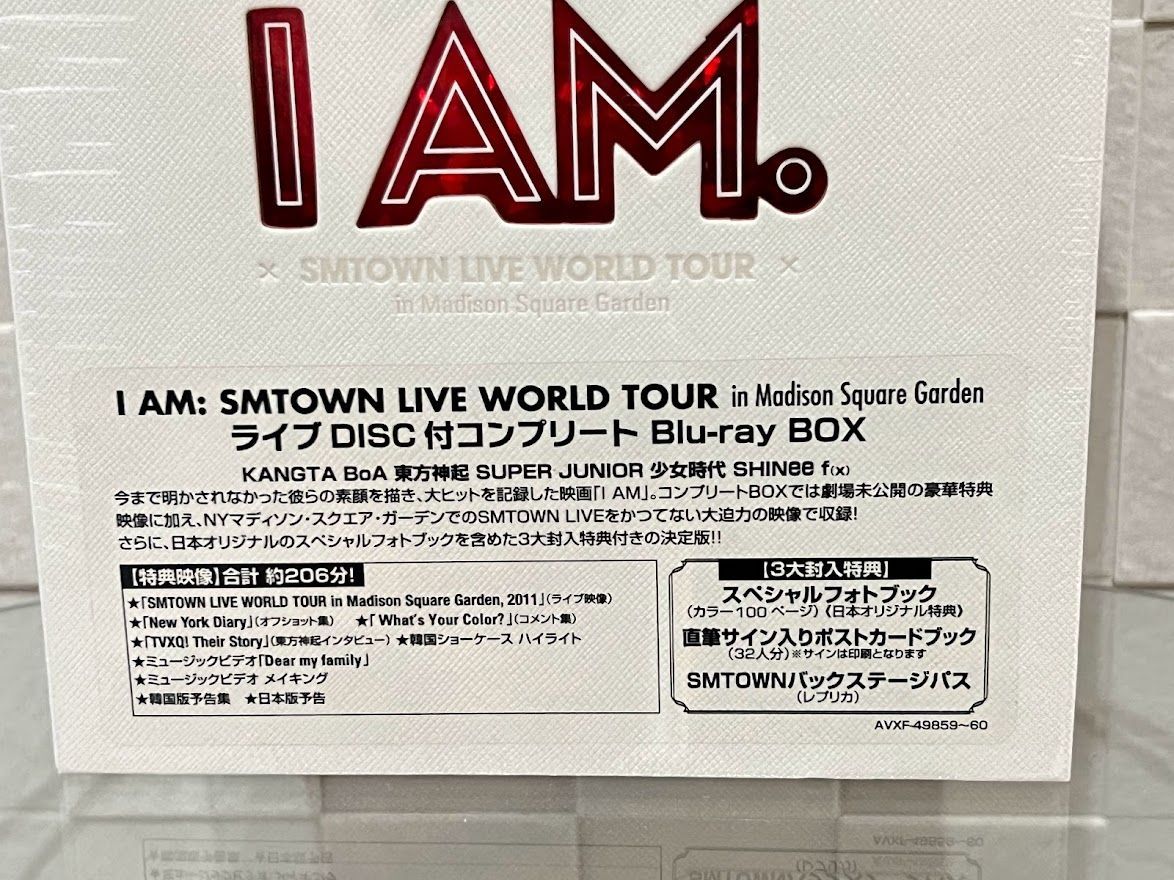 I AM.
× SMTOWN LIVE WORLD TOUR ×
in Madison Square Garden
I AM: SMTOWN LIVE WORLD TOUR in Madison Square Garden
ライブDISC付コンプリート Blu-ray BOX
KANGTA BoA 東方神起 SUPER JUNIOR 少女時代 SHINee f(x)
今まで明かされなかった彼らの素顔を描き、大ヒットを記録した映画「I AM」。コンプリートBOXでは劇場未公開の豪華特典
映像に加え、NYマディソン・スクエア・ガーデンでのSMTOWN LIVEをかつてない大迫力の映像で収録!
さらに、日本オリジナルのスペシャルフォトブックを含めた3大封入特典付きの決定版!!
【特典映像】合計 約206分!
★「SMTOWN LIVE WORLD TOUR in Madison Square Garden, 2011」(ライブ映像)
★「New York Diary」(オフショット集) ★「What's Your Color?」(コメント集)
★「TVXQ! Their Story」(東方神起インタビュー) ★韓国ショーケース ハイライト
★ミュージックビデオ「Dear my family」
★ミュージックビデオ メイキング
★韓国版予告集 ★日本版予告
【3大封入特典】
スペシャルフォトブック
(カラー100ページ)《日本オリジナル特典》
直筆サイン入りポストカードブック
(32人分)※サインは印刷となります
SMTOWNバックステージパス
(レプリカ)
AVXF-49859〜60